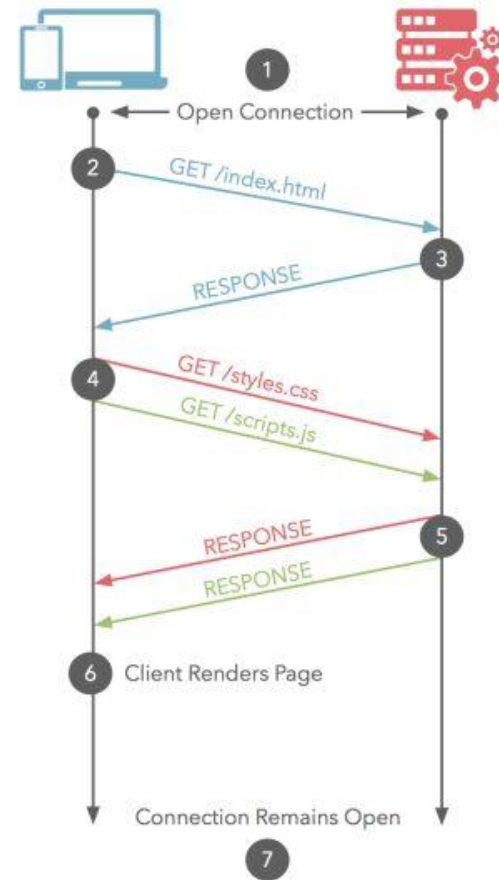 1
Open Connection
2
GET /index.html
3
RESPONSE
4
GET /styles.css
GET /scripts.js
5
RESPONSE
RESPONSE
6 Client Renders Page
Connection Remains Open
7